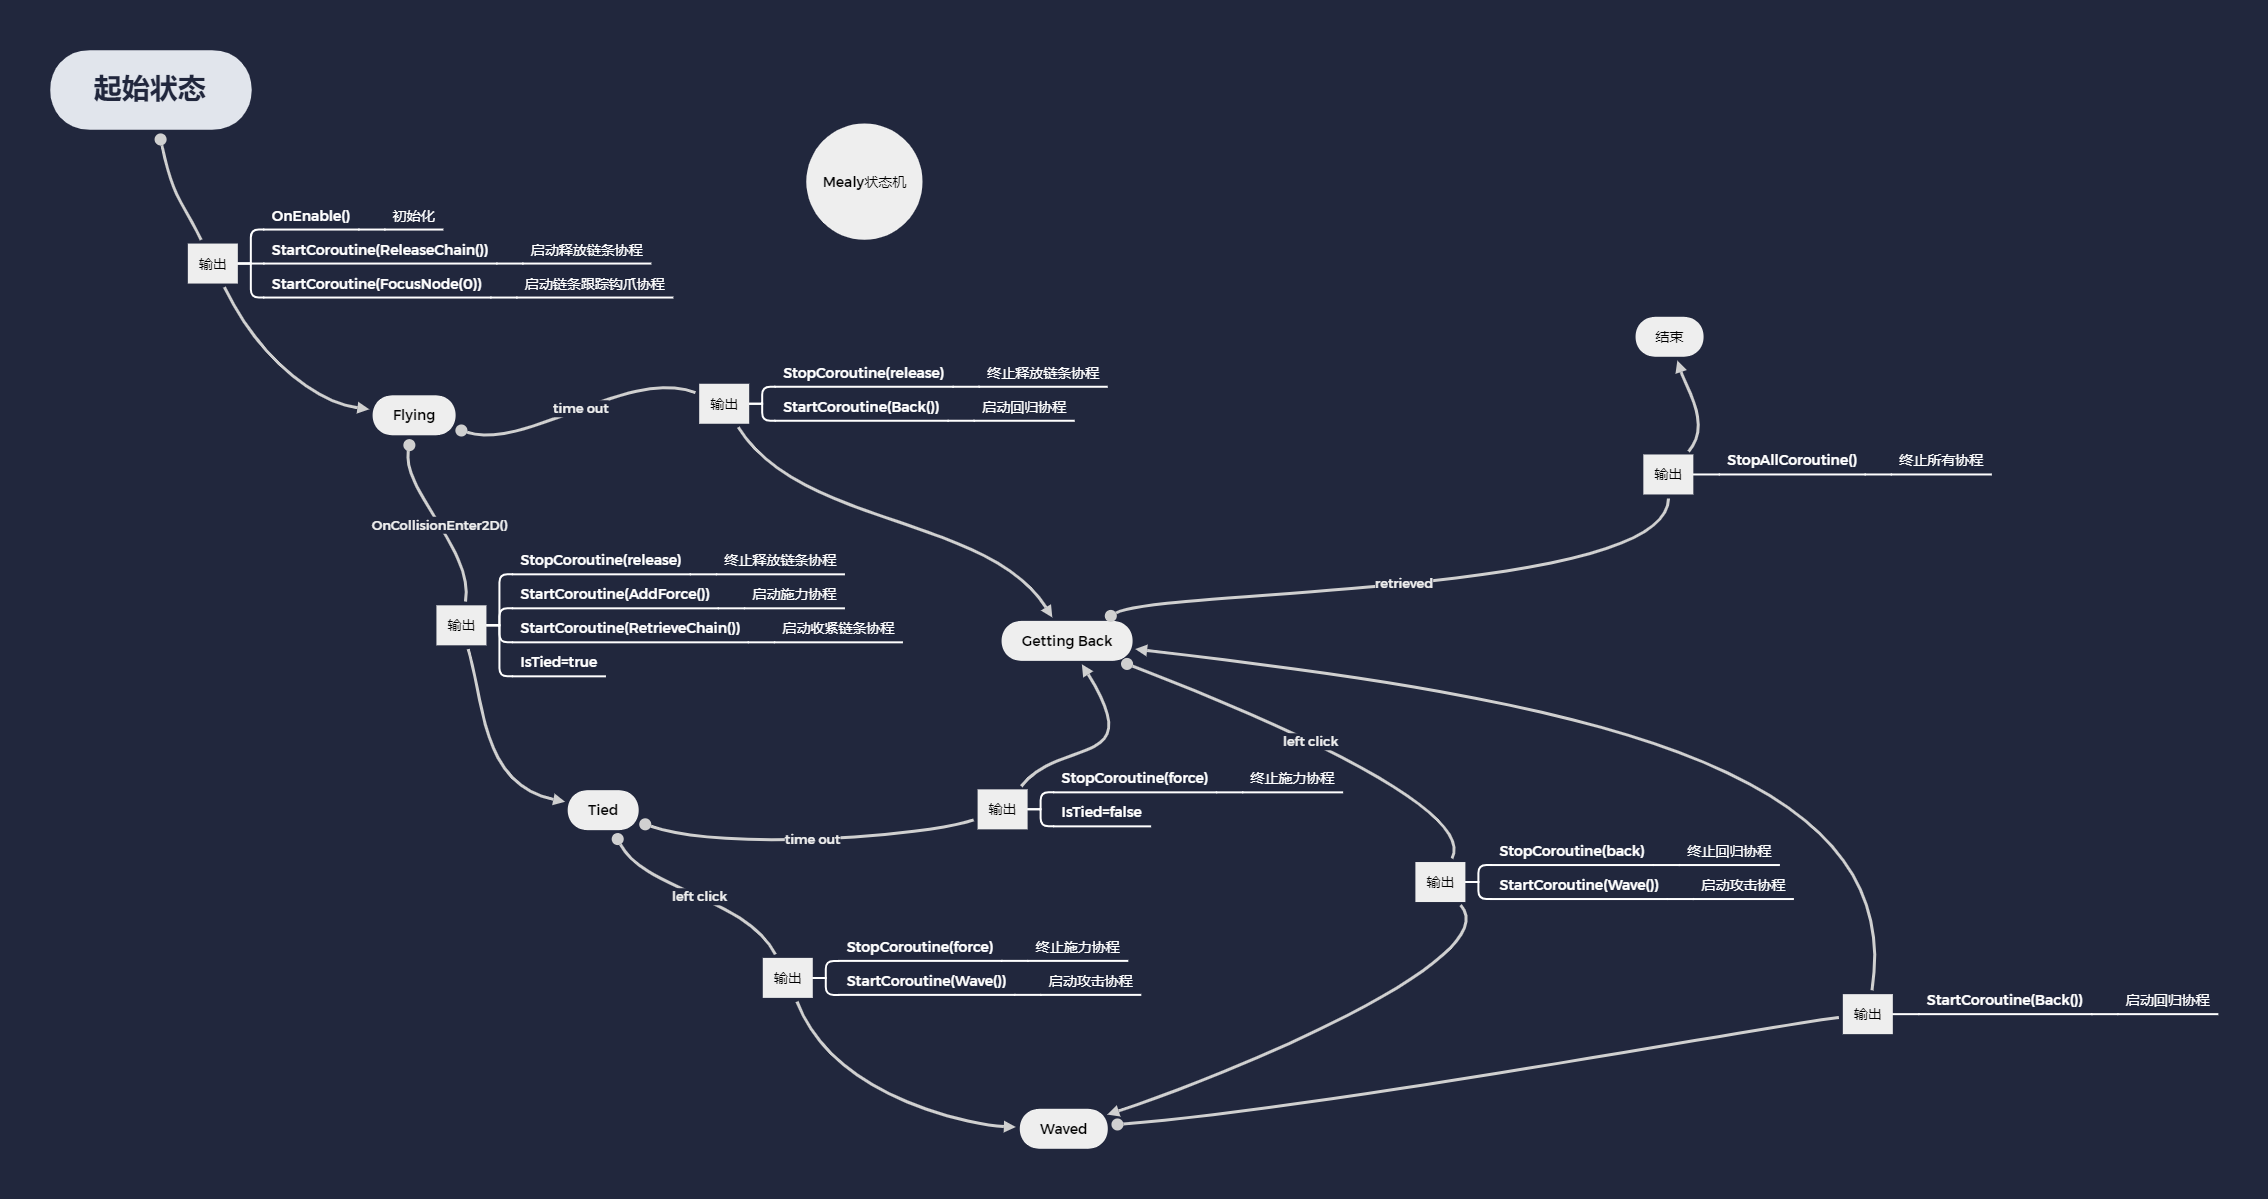 起始状态
Mealy状态机
输出
OnEnable() 初始化
StartCoroutine(ReleaseChain()) 启动释放链条协程
StartCoroutine(FocusNode(0)) 启动链条跟踪钩爪协程
Flying
time out
输出
StopCoroutine(release) 终止释放链条协程
StartCoroutine(Back()) 启动回归协程
结束
输出
StopAllCoroutine() 终止所有协程
OnCollisionEnter2D()
输出
StopCoroutine(release) 终止释放链条协程
StartCoroutine(AddForce()) 启动施力协程
StartCoroutine(RetrieveChain()) 启动收紧链条协程
IsTied=true
retrieved
Getting Back
left click
Tied
time out
输出
StopCoroutine(force) 终止施力协程
IsTied=false
left click
输出
StopCoroutine(back) 终止回归协程
StartCoroutine(Wave()) 启动攻击协程
输出
StopCoroutine(force) 终止施力协程
StartCoroutine(Wave()) 启动攻击协程
输出
StartCoroutine(Back()) 启动回归协程
Waved